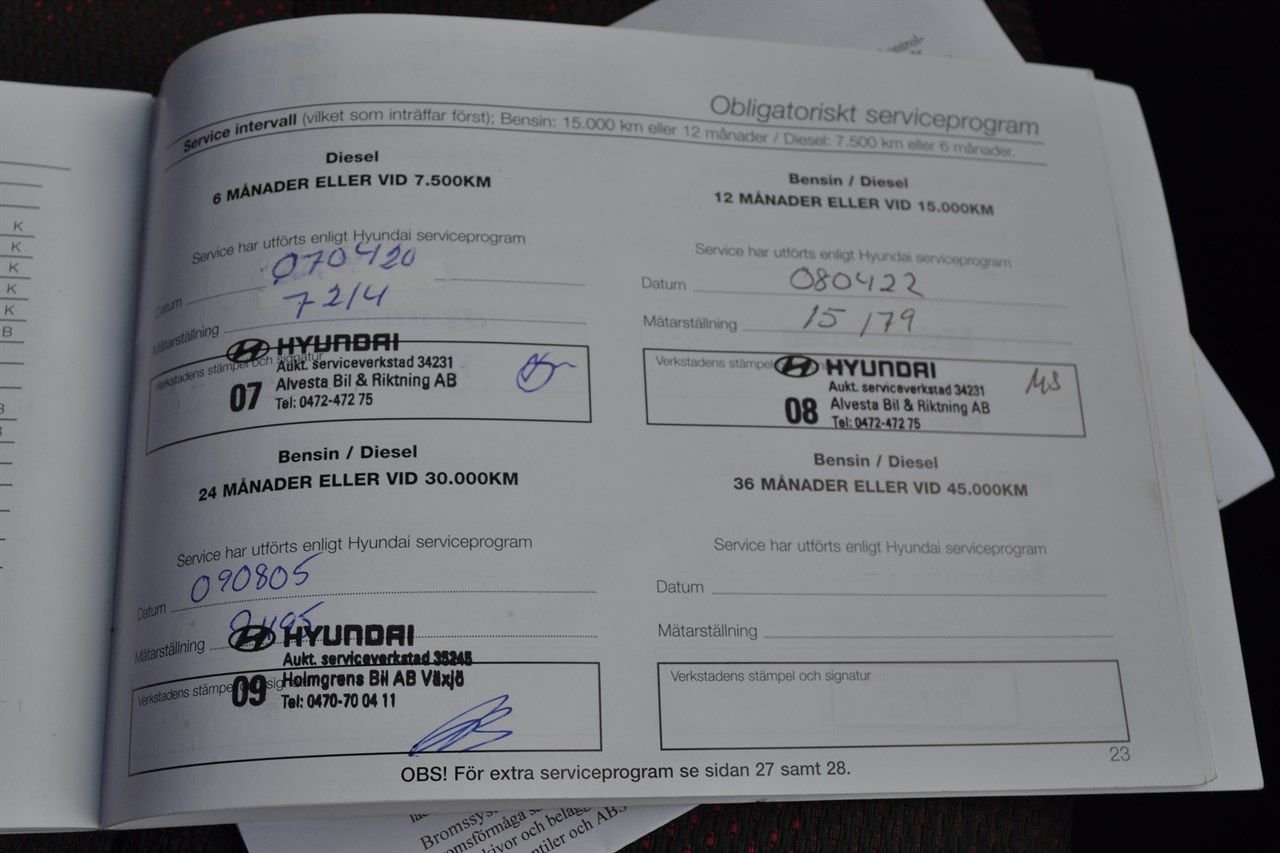 Obligatoriskt serviceprogram
Service intervall (vilket som inträffar först); Bensin: 15.000 km eller 12 månader / Diesel: 7.500 km eller 6 månader.
Diesel
6 MÅNADER ELLER VID 7.500KM
Service har utförts enligt Hyundai serviceprogram
Datum 070420
Mätarställning 7214
Verkstadens stämpel och signatur
HYUNDAI
Aukt. serviceverkstad 34231
07 Alvesta Bil & Riktning AB
Tel: 0472-472 75
Bensin / Diesel
12 MÅNADER ELLER VID 15.000KM
Service har utförts enligt Hyundai serviceprogram
Datum 080422
Mätarställning 15179
Verkstadens stämpel
HYUNDAI
Aukt. serviceverkstad 34231
08 Alvesta Bil & Riktning AB
Tel: 0472-472 75
MS
Bensin / Diesel
24 MÅNADER ELLER VID 30.000KM
Service har utförts enligt Hyundai serviceprogram
Datum 090805
Mätarställning
HYUNDAI
Aukt. serviceverkstad 35245
Verkstadens stämpel
09 Holmgrens Bil AB Växjö
Tel: 0470-70 04 11
Bensin / Diesel
36 MÅNADER ELLER VID 45.000KM
Service har utförts enligt Hyundai serviceprogram
Datum
Mätarställning
Verkstadens stämpel och signatur
23
OBS! För extra serviceprogram se sidan 27 samt 28.
K
K
K
K
K
B